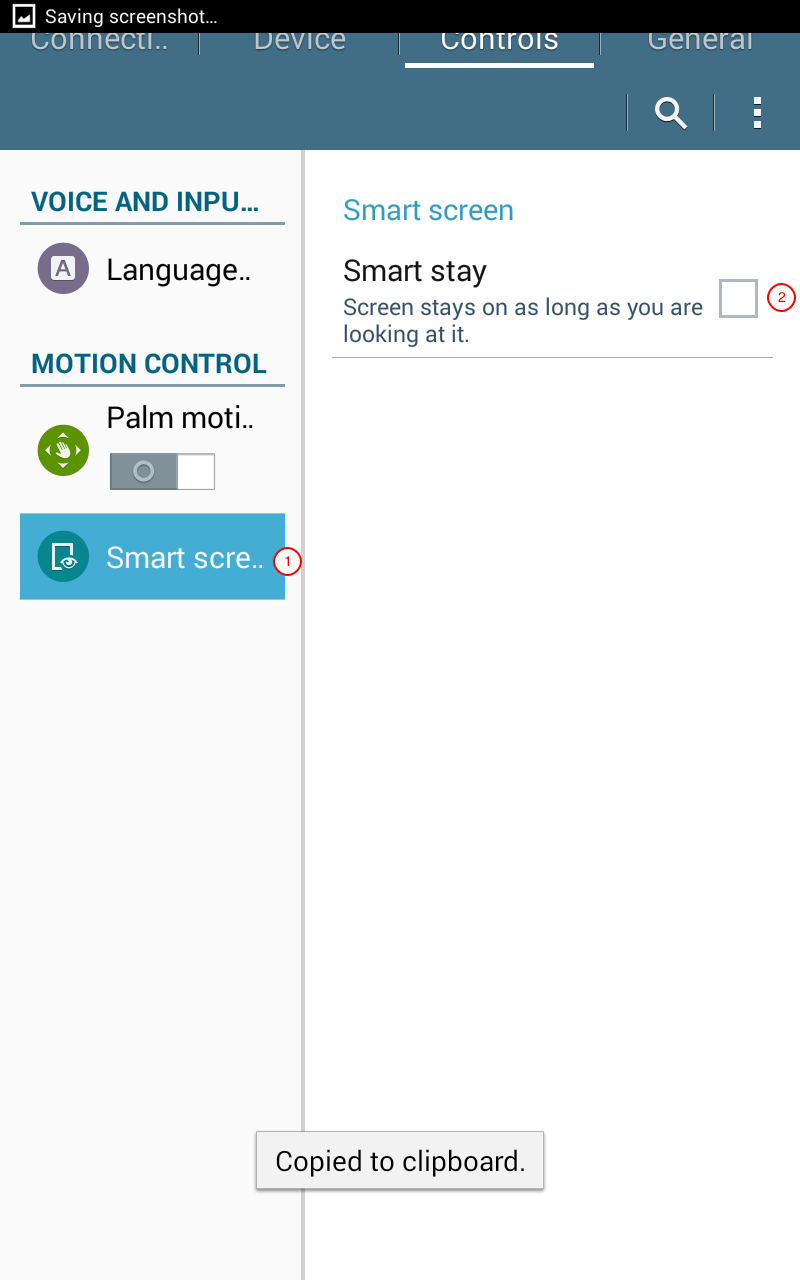 Saving screenshot...
Connecti..
Device
Controls
General
VOICE AND INPU...
A
Language..
MOTION CONTROL
Palm moti..
Smart scre..
1
Smart screen
Smart stay
Screen stays on as long as you are
looking at it.
2
Copied to clipboard.